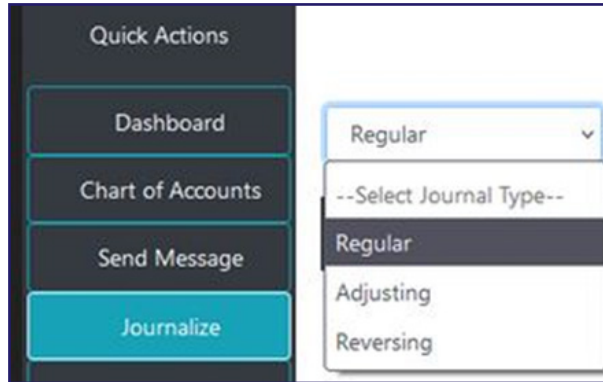 Quick Actions
Dashboard
Chart of Accounts
Send Message
Journalize
Regular
--Select Journal Type--
Regular
Adjusting
Reversing